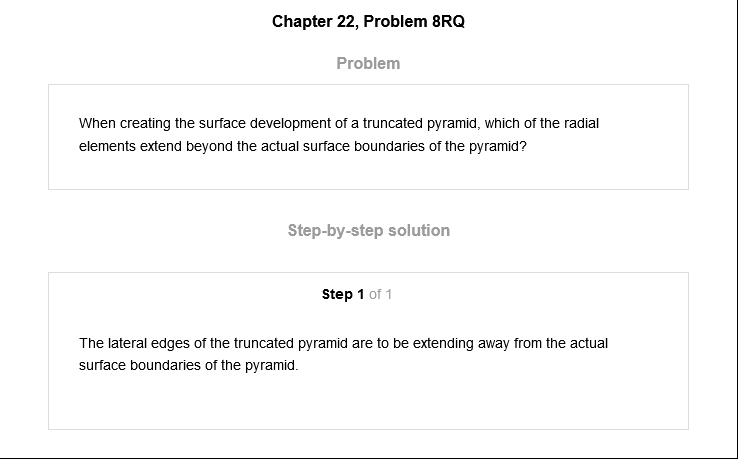 Chapter 22, Problem 8RQ
Problem
When creating the surface development of a truncated pyramid, which of the radial
elements extend beyond the actual surface boundaries of the pyramid?
Step-by-step solution
Step 1 of 1
The lateral edges of the truncated pyramid are to be extending away from the actual
surface boundaries of the pyramid.